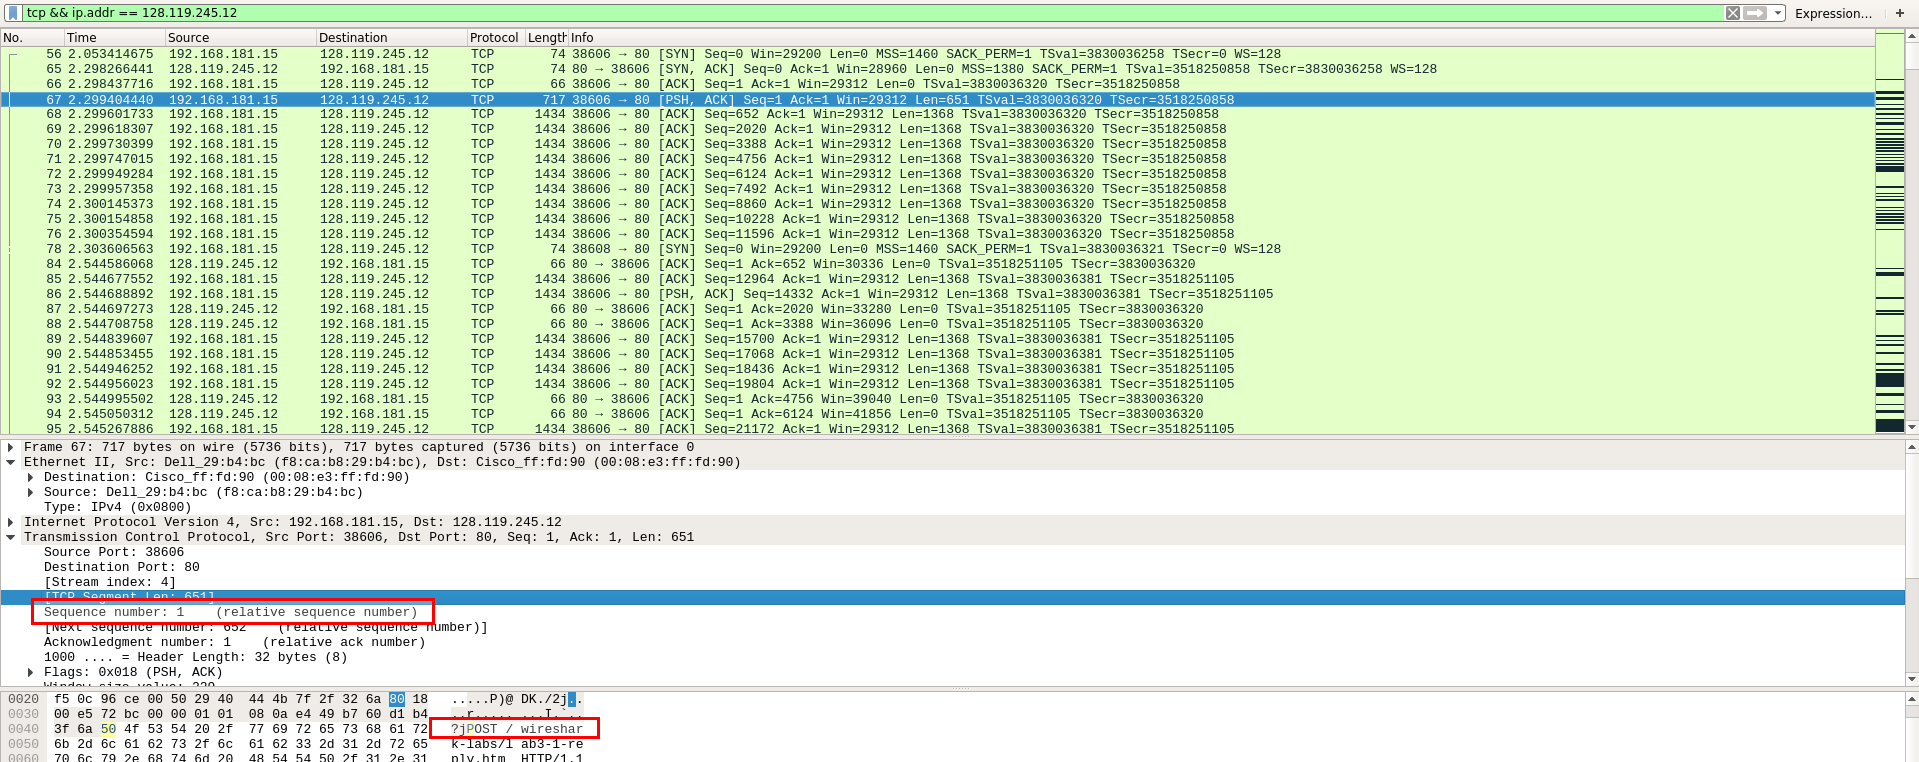 tcp && ip.addr == 128.119.245.12 Expression... +
No. Time Source Destination Protocol Length Info
56 2.053414675 192.168.181.15 128.119.245.12 TCP 74 38606 → 80 [SYN] Seq=0 Win=29200 Len=0 MSS=1460 SACK_PERM=1 TSval=3830036258 TSecr=0 WS=128
65 2.298266441 128.119.245.12 192.168.181.15 TCP 74 80 → 38606 [SYN, ACK] Seq=0 Ack=1 Win=28960 Len=0 MSS=1380 SACK_PERM=1 TSval=3518250858 TSecr=3830036258 WS=128
66 2.298437716 192.168.181.15 128.119.245.12 TCP 66 38606 → 80 [ACK] Seq=1 Ack=1 Win=29312 Len=0 TSval=3830036320 TSecr=3518250858
67 2.299404440 192.168.181.15 128.119.245.12 TCP 717 38606 → 80 [PSH, ACK] Seq=1 Ack=1 Win=29312 Len=651 TSval=3830036320 TSecr=3518250858
68 2.299601733 192.168.181.15 128.119.245.12 TCP 1434 38606 → 80 [ACK] Seq=652 Ack=1 Win=29312 Len=1368 TSval=3830036320 TSecr=3518250858
69 2.299618307 192.168.181.15 128.119.245.12 TCP 1434 38606 → 80 [ACK] Seq=2020 Ack=1 Win=29312 Len=1368 TSval=3830036320 TSecr=3518250858
70 2.299730399 192.168.181.15 128.119.245.12 TCP 1434 38606 → 80 [ACK] Seq=3388 Ack=1 Win=29312 Len=1368 TSval=3830036320 TSecr=3518250858
71 2.299747015 192.168.181.15 128.119.245.12 TCP 1434 38606 → 80 [ACK] Seq=4756 Ack=1 Win=29312 Len=1368 TSval=3830036320 TSecr=3518250858
72 2.299949284 192.168.181.15 128.119.245.12 TCP 1434 38606 → 80 [ACK] Seq=6124 Ack=1 Win=29312 Len=1368 TSval=3830036320 TSecr=3518250858
73 2.299957358 192.168.181.15 128.119.245.12 TCP 1434 38606 → 80 [ACK] Seq=7492 Ack=1 Win=29312 Len=1368 TSval=3830036320 TSecr=3518250858
74 2.300145373 192.168.181.15 128.119.245.12 TCP 1434 38606 → 80 [ACK] Seq=8860 Ack=1 Win=29312 Len=1368 TSval=3830036320 TSecr=3518250858
75 2.300154858 192.168.181.15 128.119.245.12 TCP 1434 38606 → 80 [ACK] Seq=10228 Ack=1 Win=29312 Len=1368 TSval=3830036320 TSecr=3518250858
76 2.300354594 192.168.181.15 128.119.245.12 TCP 1434 38606 → 80 [ACK] Seq=11596 Ack=1 Win=29312 Len=1368 TSval=3830036320 TSecr=3518250858
78 2.303606563 192.168.181.15 128.119.245.12 TCP 74 38608 → 80 [SYN] Seq=0 Win=29200 Len=0 MSS=1460 SACK_PERM=1 TSval=3830036321 TSecr=0 WS=128
84 2.544586068 128.119.245.12 192.168.181.15 TCP 66 80 → 38606 [ACK] Seq=1 Ack=652 Win=30336 Len=0 TSval=3518251105 TSecr=3830036320
85 2.544677552 192.168.181.15 128.119.245.12 TCP 1434 38606 → 80 [ACK] Seq=12964 Ack=1 Win=29312 Len=1368 TSval=3830036381 TSecr=3518251105
86 2.544688892 192.168.181.15 128.119.245.12 TCP 1434 38606 → 80 [PSH, ACK] Seq=14332 Ack=1 Win=29312 Len=1368 TSval=3830036381 TSecr=3518251105
87 2.544697273 128.119.245.12 192.168.181.15 TCP 66 80 → 38606 [ACK] Seq=1 Ack=2020 Win=33280 Len=0 TSval=3518251105 TSecr=3830036320
88 2.544708758 128.119.245.12 192.168.181.15 TCP 66 80 → 38606 [ACK] Seq=1 Ack=3388 Win=36096 Len=0 TSval=3518251105 TSecr=3830036320
89 2.544839607 192.168.181.15 128.119.245.12 TCP 1434 38606 → 80 [ACK] Seq=15700 Ack=1 Win=29312 Len=1368 TSval=3830036381 TSecr=3518251105
90 2.544853455 192.168.181.15 128.119.245.12 TCP 1434 38606 → 80 [ACK] Seq=17068 Ack=1 Win=29312 Len=1368 TSval=3830036381 TSecr=3518251105
91 2.544946252 192.168.181.15 128.119.245.12 TCP 1434 38606 → 80 [ACK] Seq=18436 Ack=1 Win=29312 Len=1368 TSval=3830036381 TSecr=3518251105
92 2.544956023 192.168.181.15 128.119.245.12 TCP 1434 38606 → 80 [ACK] Seq=19804 Ack=1 Win=29312 Len=1368 TSval=3830036381 TSecr=3518251105
93 2.544995502 128.119.245.12 192.168.181.15 TCP 66 80 → 38606 [ACK] Seq=1 Ack=4756 Win=39040 Len=0 TSval=3518251105 TSecr=3830036320
94 2.545050312 128.119.245.12 192.168.181.15 TCP 66 80 → 38606 [ACK] Seq=1 Ack=6124 Win=41856 Len=0 TSval=3518251105 TSecr=3830036320
95 2.545267886 192.168.181.15 128.119.245.12 TCP 1434 38606 → 80 [ACK] Seq=21172 Ack=1 Win=29312 Len=1368 TSval=3830036381 TSecr=3518251105
Frame 67: 717 bytes on wire (5736 bits), 717 bytes captured (5736 bits) on interface 0
Ethernet II, Src: Dell_29:b4:bc (f8:ca:b8:29:b4:bc), Dst: Cisco_ff:fd:90 (00:08:e3:ff:fd:90)
Destination: Cisco_ff:fd:90 (00:08:e3:ff:fd:90)
Source: Dell_29:b4:bc (f8:ca:b8:29:b4:bc)
Type: IPv4 (0x0800)
Internet Protocol Version 4, Src: 192.168.181.15, Dst: 128.119.245.12
Transmission Control Protocol, Src Port: 38606, Dst Port: 80, Seq: 1, Ack: 1, Len: 651
Source Port: 38606
Destination Port: 80
[Stream index: 4]
[TCP Segment Len: 651]
Sequence number: 1 (relative sequence number)
[Next sequence number: 652 (relative sequence number)]
Acknowledgment number: 1 (relative ack number)
1000 .... = Header Length: 32 bytes (8)
Flags: 0x018 (PSH, ACK)
Window size value: 229
0020 f5 0c 96 ce 00 50 29 40 44 4b 7f 2f 32 6a 80 18 .....P)@ DK./2j..
0030 00 e5 72 bc 00 00 01 01 08 0a e4 49 b7 60 d1 b4 ..r..... ...I.`..
0040 3f 6a 50 4f 53 54 20 2f 77 69 72 65 73 68 61 72 ?jPOST / wireshar
0050 6b 2d 6c 61 62 73 2f 6c 61 62 33 2d 31 2d 72 65 k-labs/l ab3-1-re
0060 70 6c 79 2e 68 74 6d 20 48 54 54 50 2f 31 2e 31 ply.htm HTTP/1.1